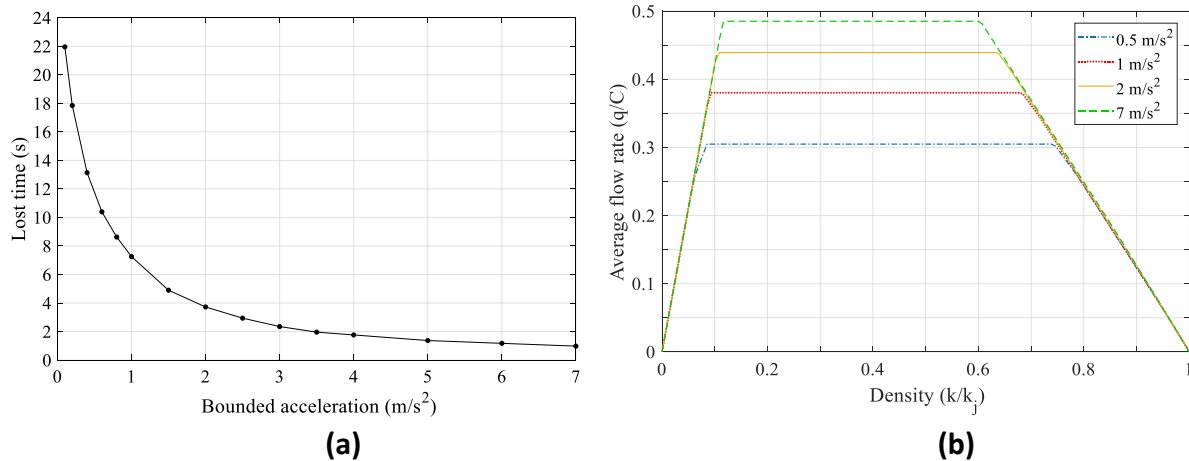 24
22
20
18
16
14
12
10
8
6
4
2
0
Lost time (s)
0 1 2 3 4 5 6 7
Bounded acceleration (m/s²)
(a)
0.5
0.4
0.3
0.2
0.1
0
Average flow rate (q/C)
0.5 m/s²
1 m/s²
2 m/s²
7 m/s²
0 0.2 0.4 0.6 0.8 1
Density (k/k_j)
(b)